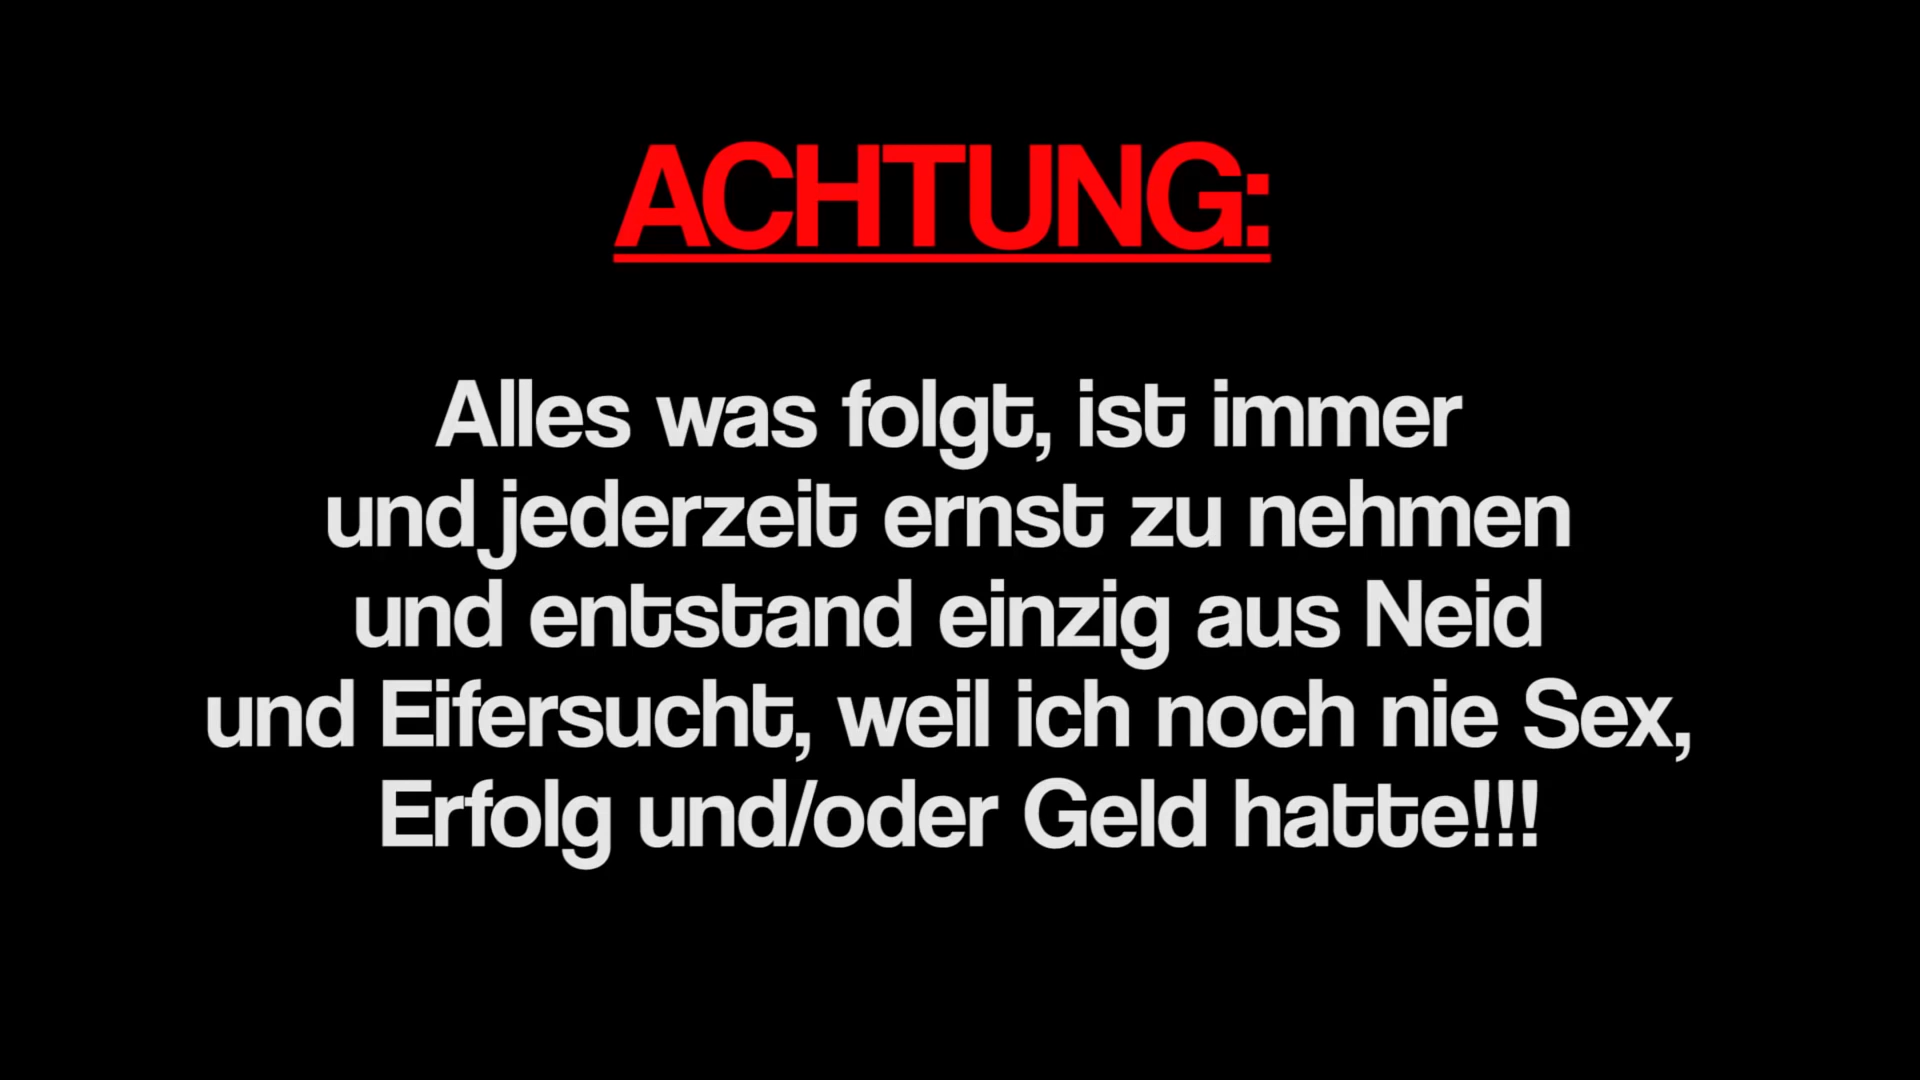 ACHTUNG:
Alles was folgt, ist immer
und jederzeit ernst zu nehmen
und entstand einzig aus Neid
und Eifersucht, weil ich noch nie Sex,
Erfolg und/oder Geld hatte!!!